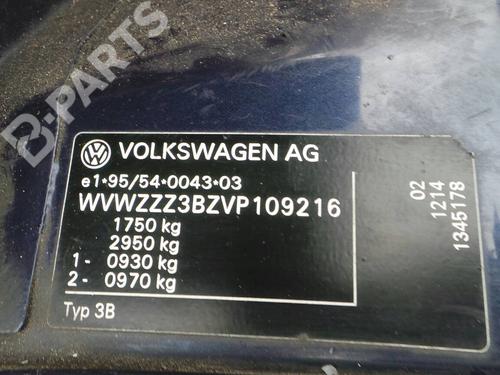 B-PARTS
VOLKSWAGEN AG
e1*95/54*0043*03
WVWZZZ3BZVP109216
1750 kg
2950 kg
1 - 0930 kg
2 - 0970 kg
Typ 3B
02
1214
1345178